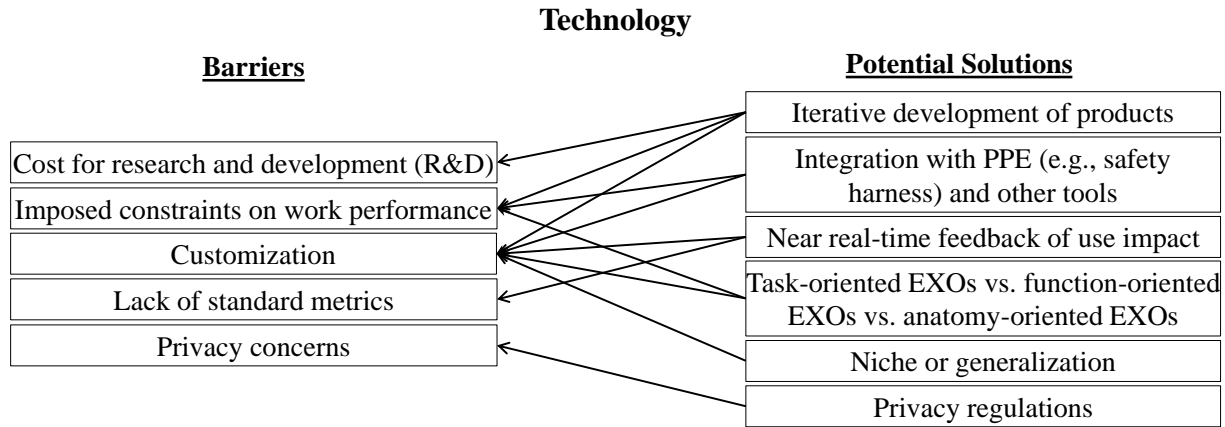 Technology
Barriers
Cost for research and development (R&D)
Imposed constraints on work performance
Customization
Lack of standard metrics
Privacy concerns
Potential Solutions
Iterative development of products
Integration with PPE (e.g., safety
harness) and other tools
Near real-time feedback of use impact
Task-oriented EXOs vs. function-oriented
EXOs vs. anatomy-oriented EXOs
Niche or generalization
Privacy regulations